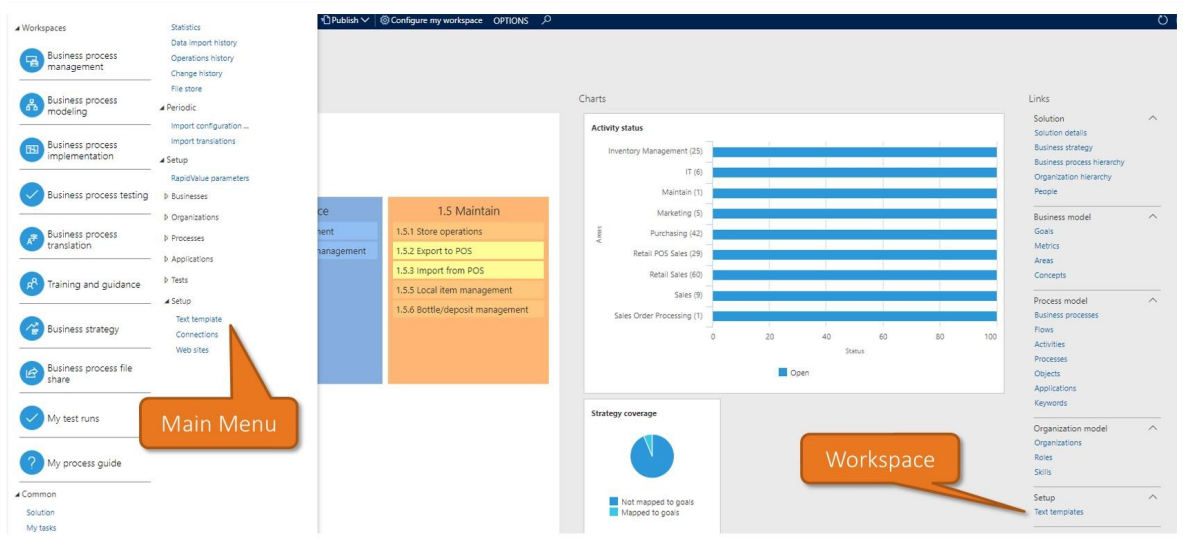 Publish
Configure my workspace
OPTIONS
Workspaces
Business process
management
Business process
modeling
Business process
implementation
Business process testing
Business process
translation
Training and guidance
Business strategy
Business process file
share
My test runs
My process guide
Common
Solution
My tasks
Statistics
Data import history
Operations history
Change history
File store
Periodic
Import configuration ...
Import translations
Setup
RapidValue parameters
Businesses
Organizations
Processes
Applications
Tests
Setup
Text template
Connections
Web sites
Main Menu
1.5 Maintain
1.5.1 Store operations
1.5.2 Export to POS
1.5.3 Import from POS
1.5.5 Local item management
1.5.6 Bottle/deposit management
Charts
Activity status
Areas
Inventory Management (25)
IT (6)
Maintain (1)
Marketing (5)
Purchasing (42)
Retail POS Sales (29)
Retail Sales (60)
Sales (9)
Sales Order Processing (1)
0 20 40 60 80 100
Status
Open
Strategy coverage
Not mapped to goals
Mapped to goals
Workspace
Links
Solution
Solution details
Business strategy
Business process hierarchy
Organization hierarchy
People
Business model
Goals
Metrics
Areas
Concepts
Process model
Business processes
Flows
Activities
Processes
Objects
Applications
Keywords
Organization model
Organizations
Roles
Skills
Setup
Text templates